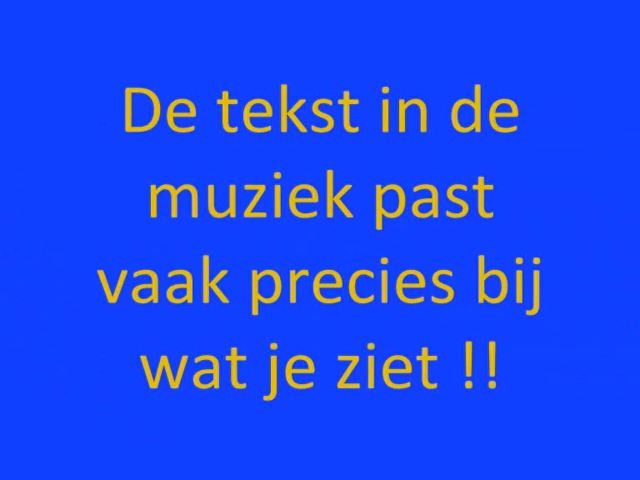 De tekst in de
muziek past
vaak precies bij
wat je ziet !!